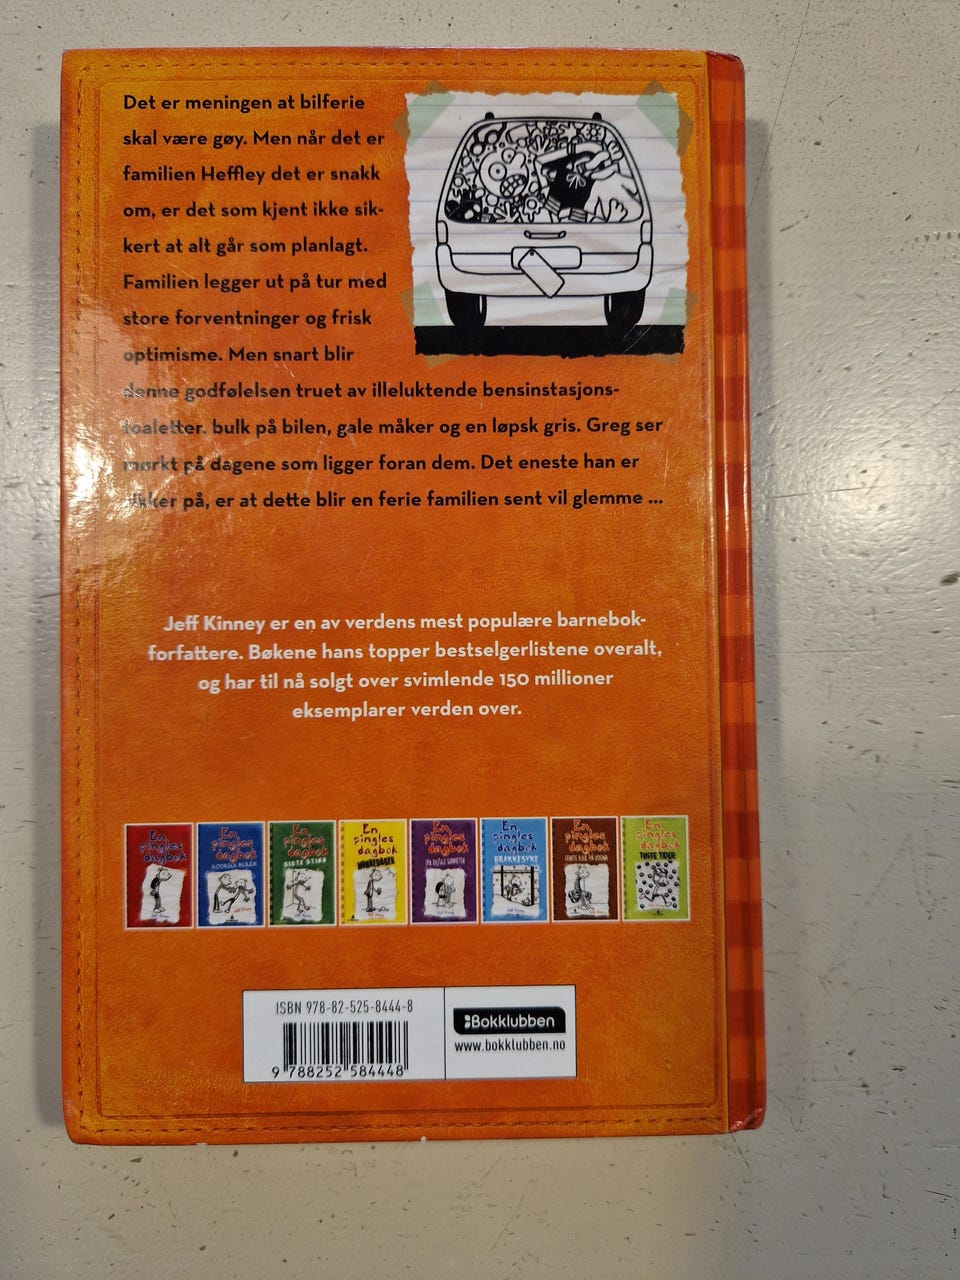 Det er meningen at bilferie
skal være gøy. Men når det er
familien Heffley det er snakk
om, er det som kjent ikke sik-
kert at alt går som planlagt.
Familien legger ut på tur med
store forventninger og frisk
optimisme. Men snart blir
denne godfølelsen truet av illeluktende bensinstasjons-
toaletter, bulk på bilen, gale måker og en løpsk gris. Greg ser
mørkt på dagene som ligger foran dem. Det eneste han er
sikker på, er at dette blir en ferie familien sent vil glemme ...
Jeff Kinney er en av verdens mest populære barnebok-
forfattere. Bøkene hans topper bestselgerlistene overalt,
og har til nå solgt over svimlende 150 millioner
eksemplarer verden over.
En pingles dagbok
En pingles dagbok
En pingles dagbok SISTE STIKK
En pingles dagbok HUNDEDAGER
En pingles dagbok
En pingles dagbok BRAKKESYKE
En pingles dagbok
En pingles dagbok TØFFE TIDER
ISBN 978-82-525-8444-8
9 788252 584448
Bokklubben
www.bokklubben.no